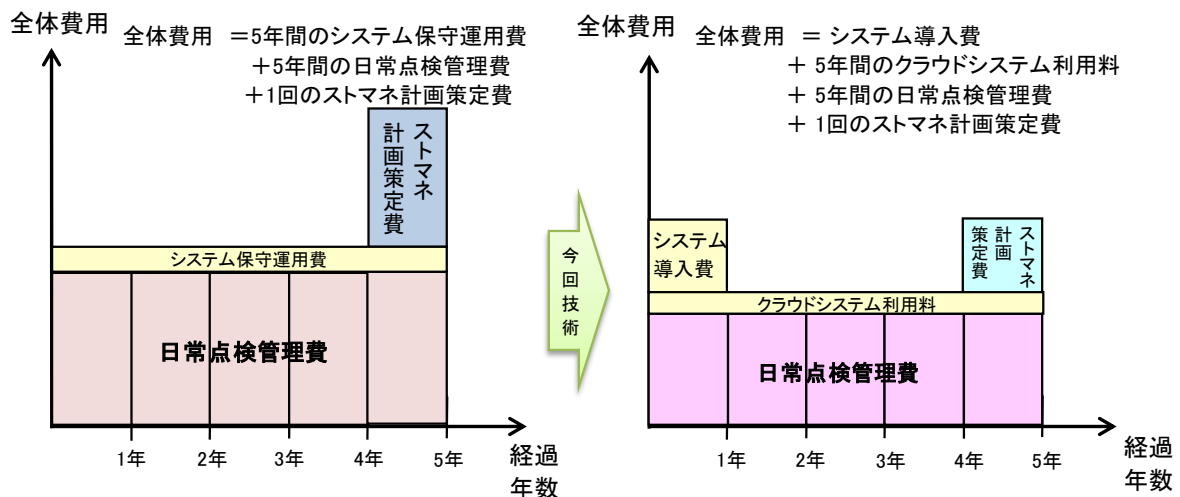 全体費用
全体費用 ＝5年間のシステム保守運用費
＋5年間の日常点検管理費
＋1回のストマネ計画策定費
ストマネ
計画策定費
システム保守運用費
日常点検管理費
1年 2年 3年 4年 5年
経過
年数
今回技術
全体費用
全体費用 ＝ システム導入費
＋ 5年間のクラウドシステム利用料
＋ 5年間の日常点検管理費
＋ 1回のストマネ計画策定費
システム
導入費
ストマネ
計画
策定費
クラウドシステム利用料
日常点検管理費
1年 2年 3年 4年 5年
経過
年数